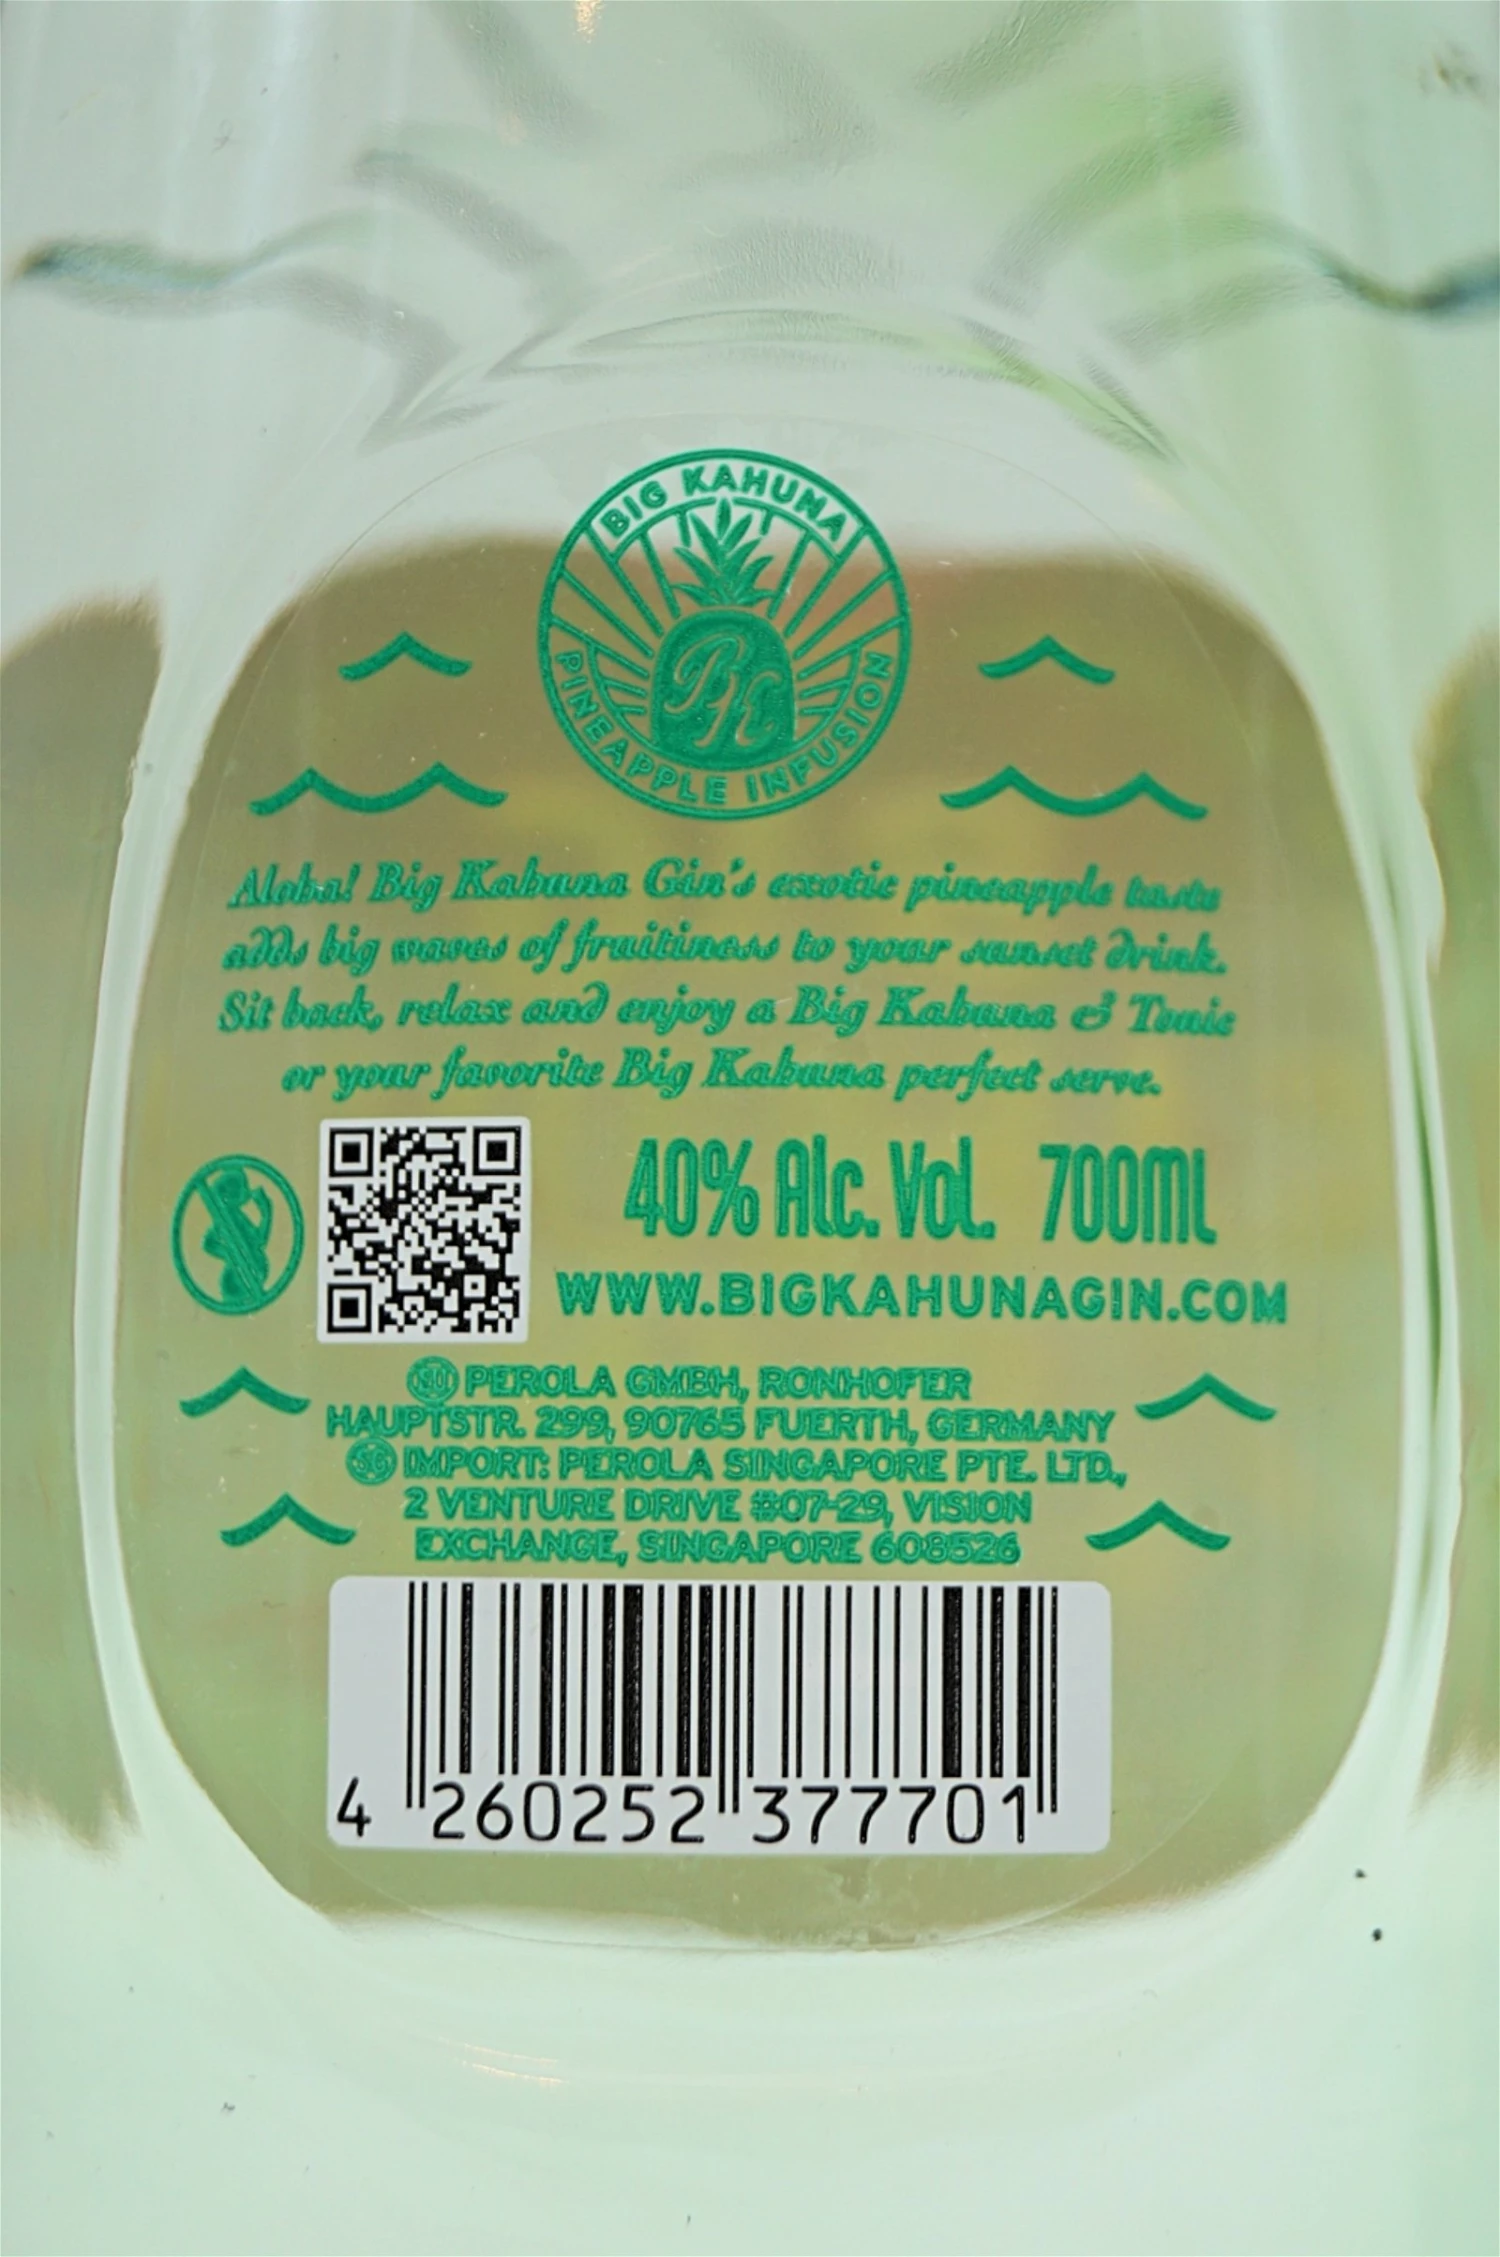 BIG KAHUNA
BK
PINEAPPLE INFUSION
Aloha! Big Kahuna Gin's exotic pineapple taste
adds big waves of fruitiness to your sunset drink.
Sit back, relax and enjoy a Big Kahuna & Tonic
or your favorite Big Kahuna perfect serve.
40% Alc. Vol. 700ml
WWW.BIGKAHUNAGIN.COM
EU PEROLA GMBH, RONHOFER
HAUPTSTR. 299, 90765 FUERTH, GERMANY
SG IMPORT: PEROLA SINGAPORE PTE. LTD.,
2 VENTURE DRIVE #07-29, VISION
EXCHANGE, SINGAPORE 608526
4 260252 377701